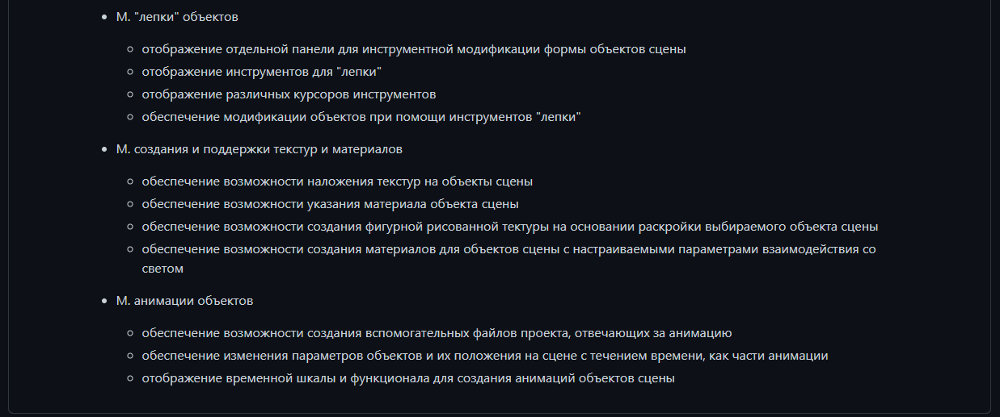 М. "лепки" объектов
отображение отдельной панели для инструментной модификации формы объектов сцены
отображение инструментов для "лепки"
отображение различных курсоров инструментов
обеспечение модификации объектов при помощи инструментов "лепки"
М. создания и поддержки текстур и материалов
обеспечение возможности наложения текстур на объекты сцены
обеспечение возможности указания материала объекта сцены
обеспечение возможности создания фигурной рисованной тектуры на основании раскройки выбираемого объекта сцены
обеспечение возможности создания материалов для объектов сцены с настраиваемыми параметрами взаимодействия со
светом
М. анимации объектов
обеспечение возможности создания вспомогательных файлов проекта, отвечающих за анимацию
обеспечение изменения параметров объектов и их положения на сцене с течением времени, как части анимации
отображение временной шкалы и функционала для создания анимаций объектов сцены